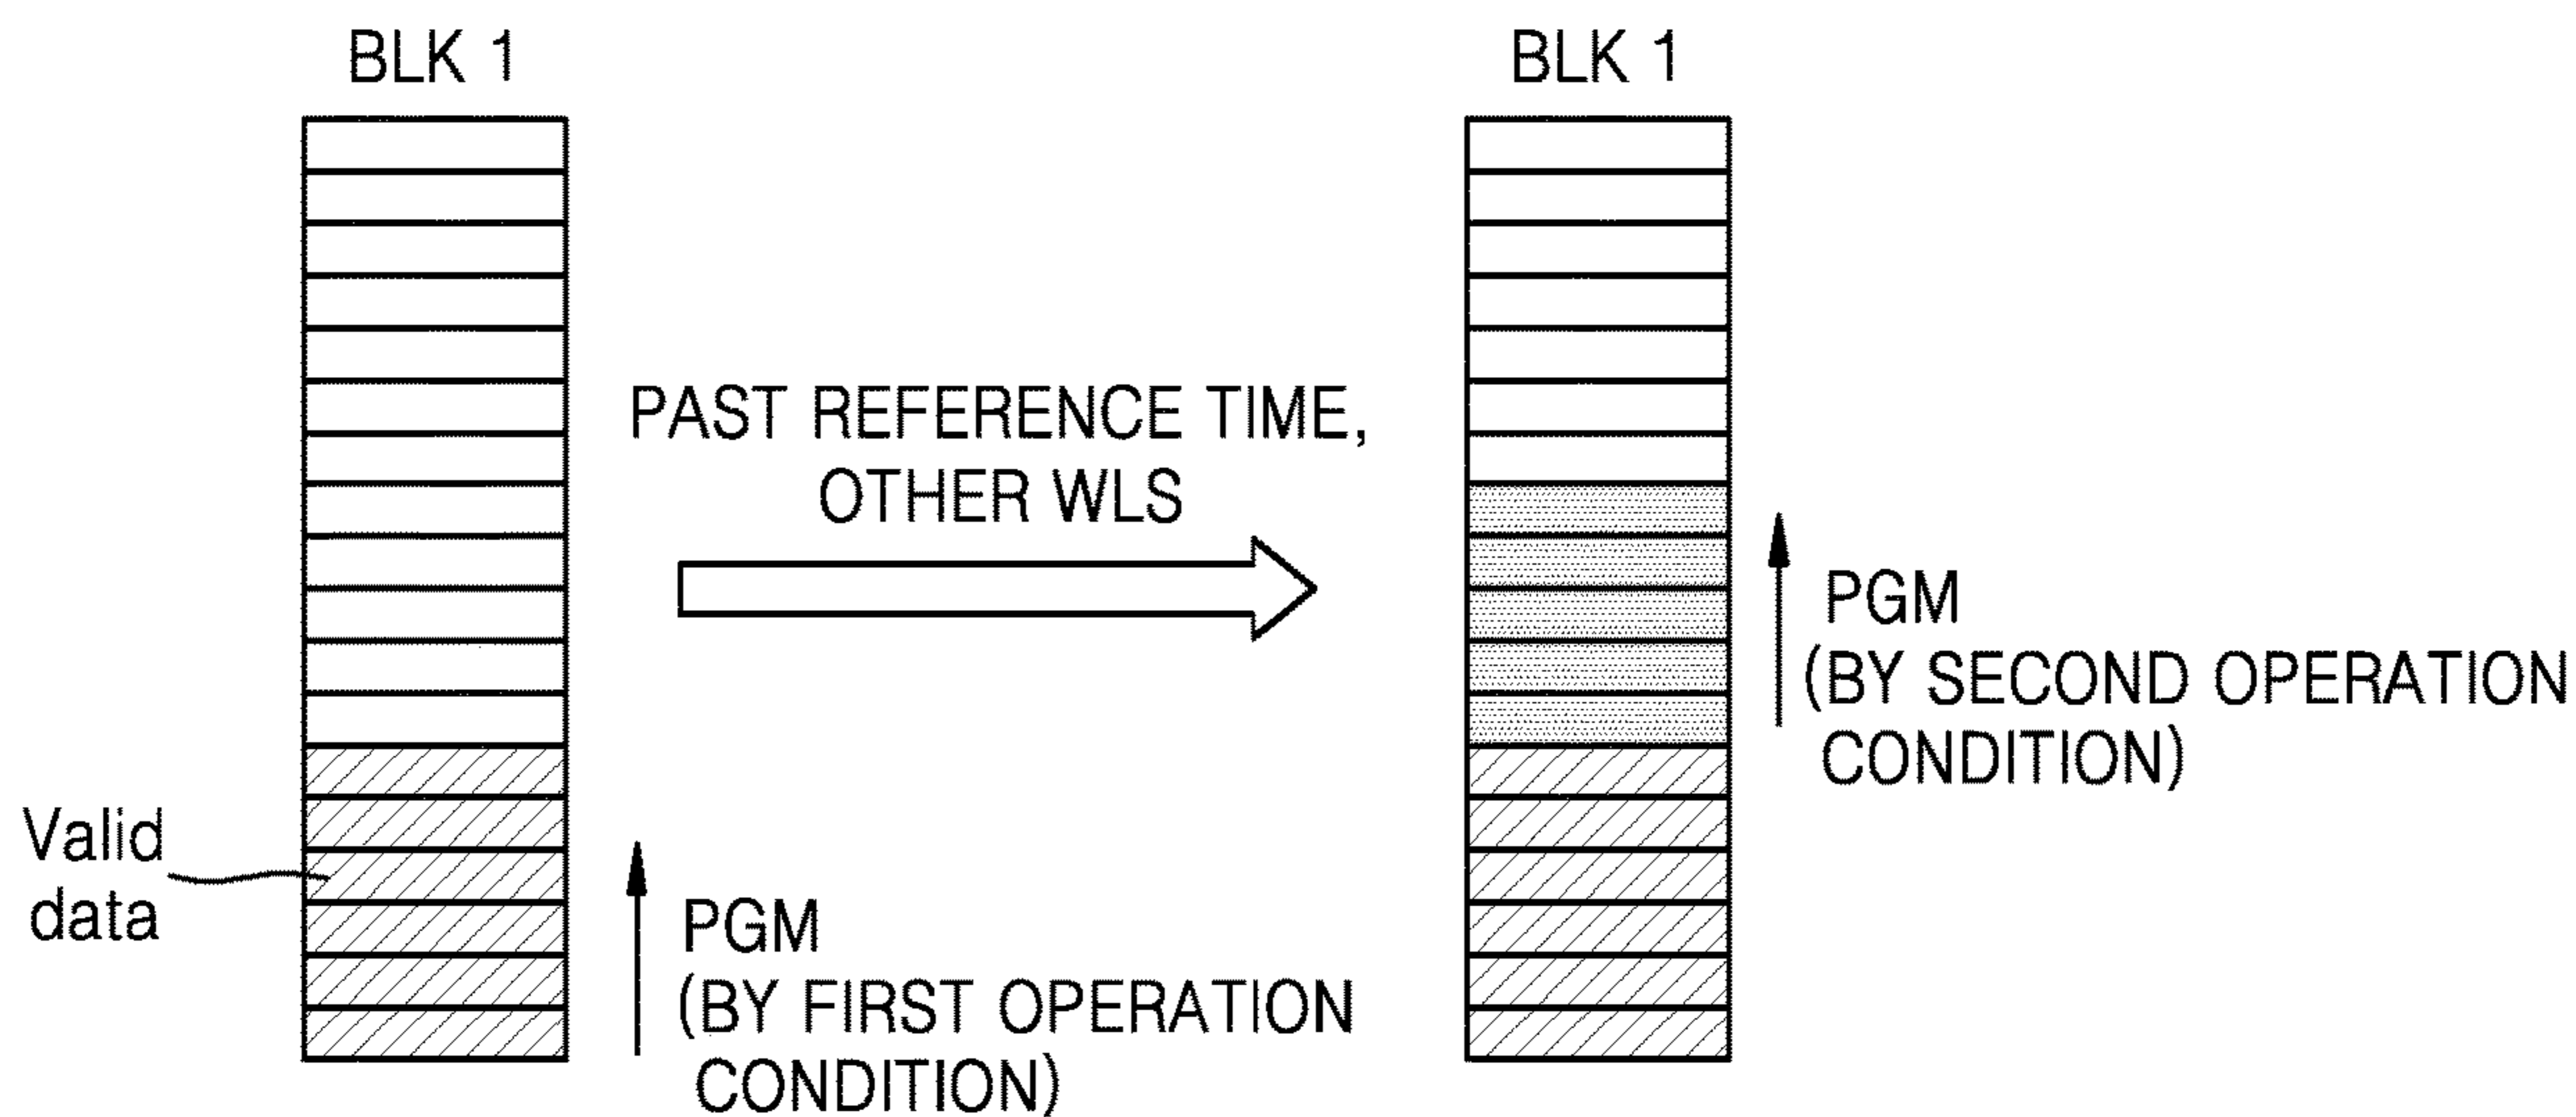 BLK 1
BLK 1
PAST REFERENCE TIME,
OTHER WLS
PGM
(BY SECOND OPERATION
CONDITION)
Valid
data
PGM
(BY FIRST OPERATION
CONDITION)